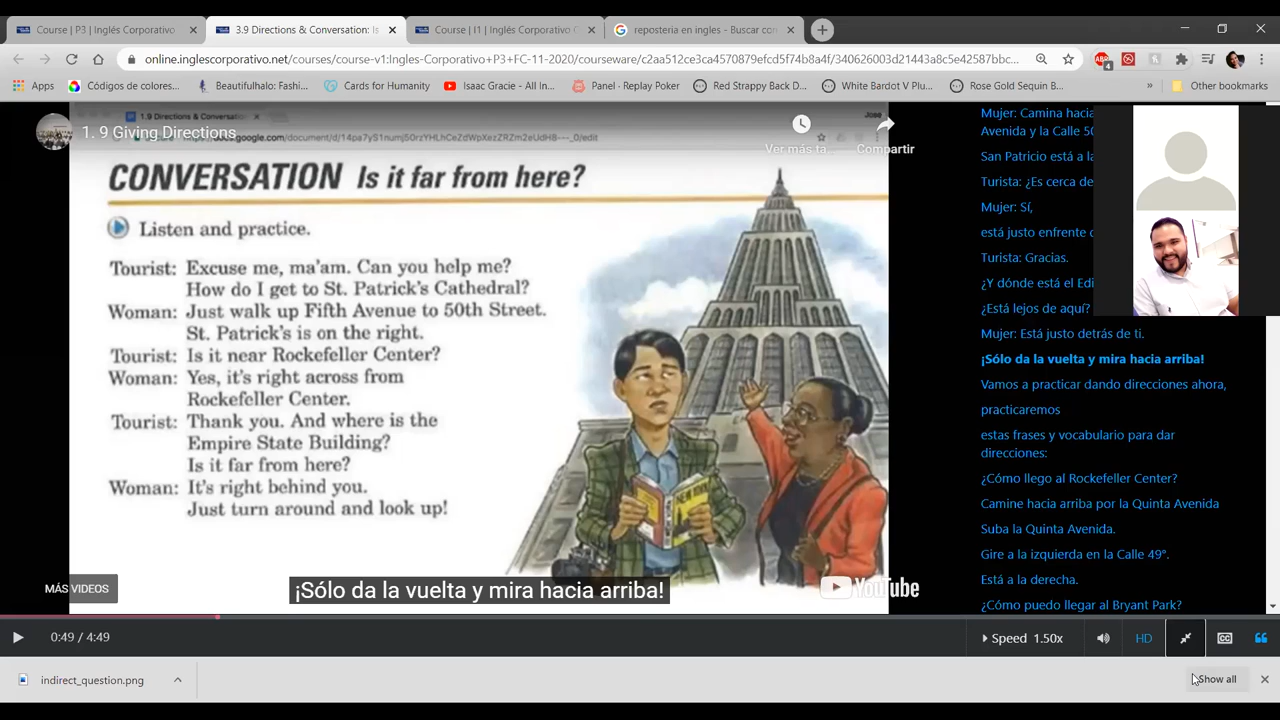 Course | P3 | Inglés Corporativo
3.9 Directions & Conversation: Is
Course | I1 | Inglés Corporativo
reposteria en ingles - Buscar con
online.inglescorporativo.net/courses/course-v1:Ingles-Corporativo+P3+FC-11-2020/courseware/c2aa512ce3ca4570879efcd5f74b8a4f/340626003d21443a8c5e42587bbc...
4
Apps
Códigos de colores...
Beautifulhalo: Fashi...
Cards for Humanity
Isaac Gracie - All In...
Panel · Replay Poker
Red Strappy Back D...
White Bardot V Plu...
Rose Gold Sequin B...
»
Other bookmarks
1.9 Directions & Conversatio
Jose
1. 9 Giving Directions
Ver más ta...
Compartir
CONVERSATION Is it far from here?
Listen and practice.
Tourist: Excuse me, ma'am. Can you help me?
How do I get to St. Patrick's Cathedral?
Woman: Just walk up Fifth Avenue to 50th Street.
St. Patrick's is on the right.
Tourist: Is it near Rockefeller Center?
Woman: Yes, it's right across from
Rockefeller Center.
Tourist: Thank you. And where is the
Empire State Building?
Is it far from here?
Woman: It's right behind you.
Just turn around and look up!
NEW YORK
MÁS VIDEOS
¡Sólo da la vuelta y mira hacia arriba!
YouTube
Mujer: Camina hacia
Avenida y la Calle 50
San Patricio está a la
Turista: ¿Es cerca de
Mujer: Sí,
está justo enfrente
Turista: Gracias.
¿Y dónde está el Edi
¿Está lejos de aquí?
Mujer: Está justo detrás de ti.
¡Sólo da la vuelta y mira hacia arriba!
Vamos a practicar dando direcciones ahora,
practicaremos
estas frases y vocabulario para dar
direcciones:
¿Cómo llego al Rockefeller Center?
Camine hacia arriba por la Quinta Avenida
Suba la Quinta Avenida.
Gire a la izquierda en la Calle 49°.
Está a la derecha.
¿Cómo puedo llegar al Bryant Park?
0:49 / 4:49
Speed 1.50x
HD
CC
indirect_question.png
Show all